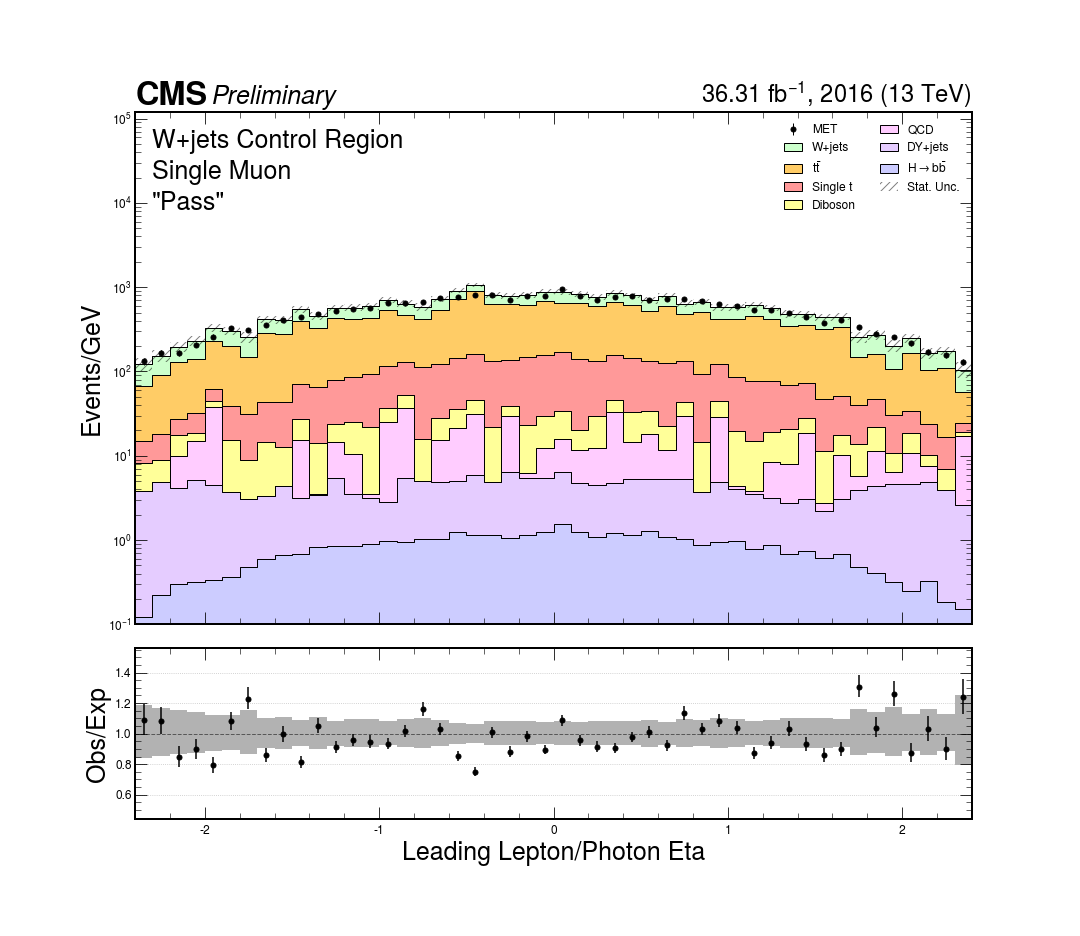 CMS Preliminary
36.31 fb⁻¹, 2016 (13 TeV)
W+jets Control Region
Single Muon
"Pass"
MET
W+jets
tt̄
Single t
Diboson
QCD
DY+jets
H→bb̄
Stat. Unc.
Events/GeV
10⁵
10⁴
10³
10²
10¹
10⁰
10⁻¹
Obs/Exp
1.4
1.2
1.0
0.8
0.6
-2 -1 0 1 2
Leading Lepton/Photon Eta